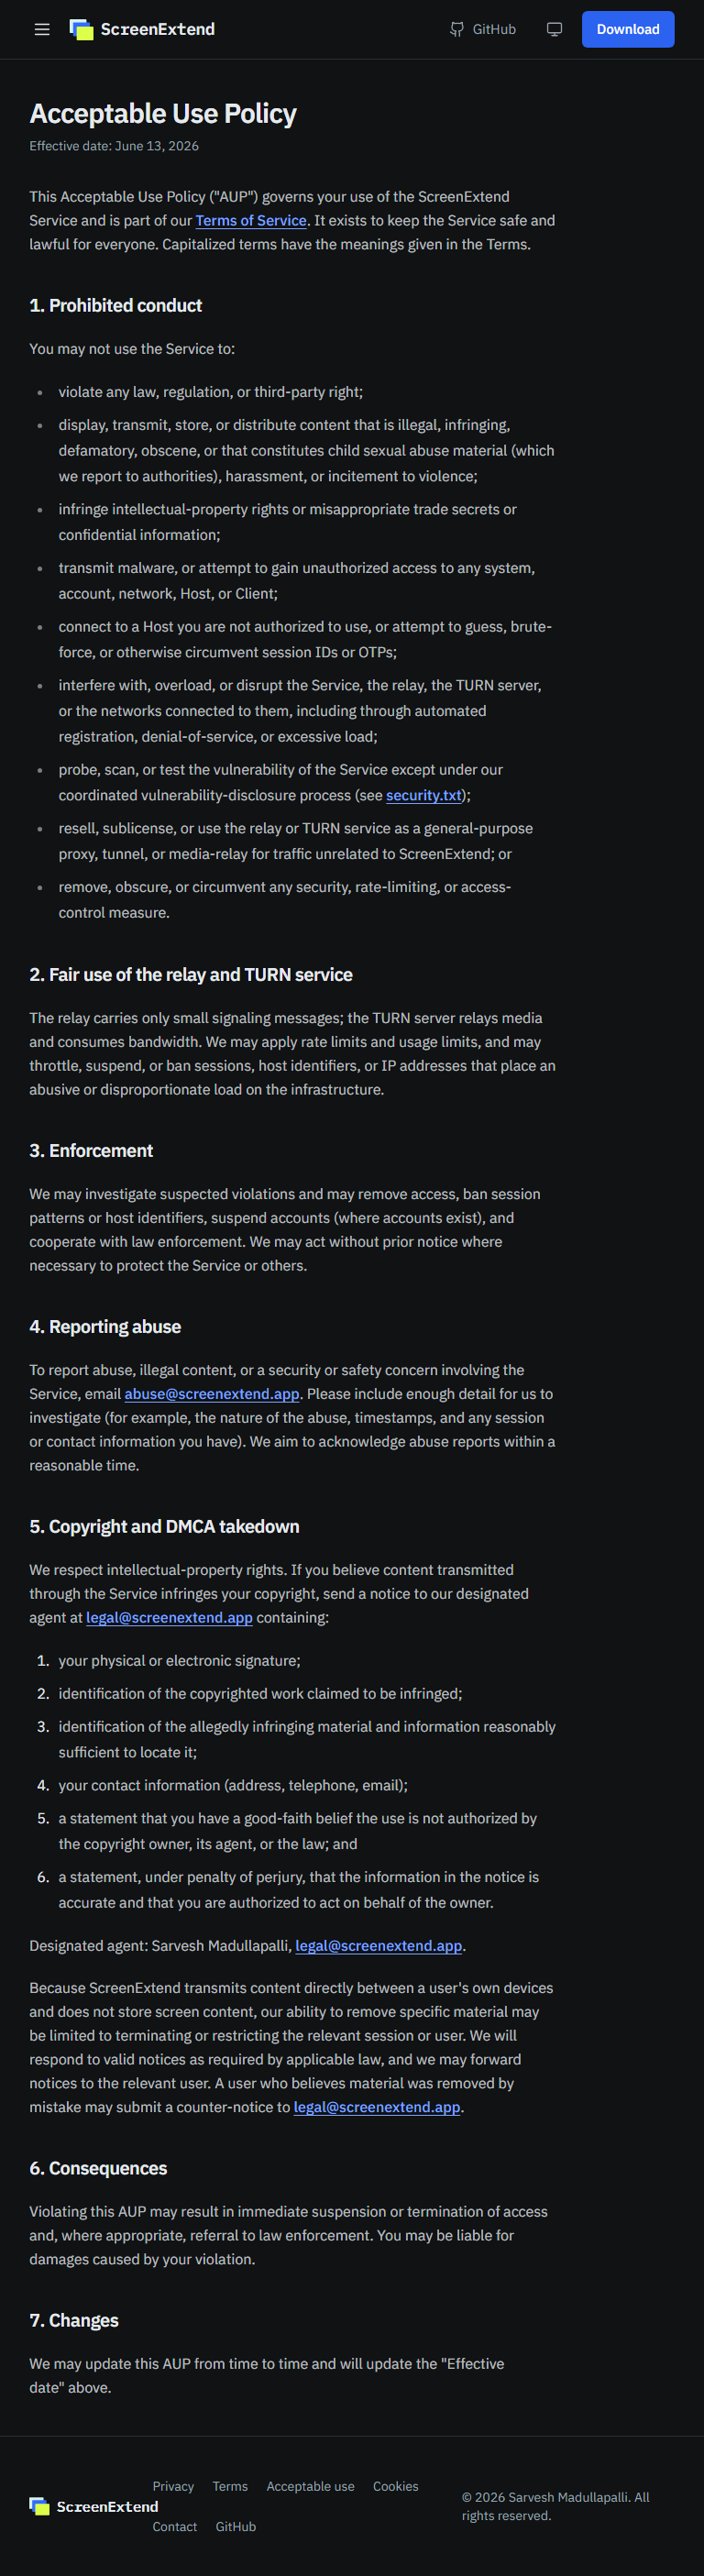 ScreenExtend
GitHub
Download
Acceptable Use Policy
Effective date: June 13, 2026
This Acceptable Use Policy ("AUP") governs your use of the ScreenExtend
Service and is part of our Terms of Service. It exists to keep the Service safe and
lawful for everyone. Capitalized terms have the meanings given in the Terms.
1. Prohibited conduct
You may not use the Service to:
• violate any law, regulation, or third-party right;
• display, transmit, store, or distribute content that is illegal, infringing,
defamatory, obscene, or that constitutes child sexual abuse material (which
we report to authorities), harassment, or incitement to violence;
• infringe intellectual-property rights or misappropriate trade secrets or
confidential information;
• transmit malware, or attempt to gain unauthorized access to any system,
account, network, Host, or Client;
• connect to a Host you are not authorized to use, or attempt to guess, brute-
force, or otherwise circumvent session IDs or OTPs;
• interfere with, overload, or disrupt the Service, the relay, the TURN server,
or the networks connected to them, including through automated
registration, denial-of-service, or excessive load;
• probe, scan, or test the vulnerability of the Service except under our
coordinated vulnerability-disclosure process (see security.txt);
• resell, sublicense, or use the relay or TURN service as a general-purpose
proxy, tunnel, or media-relay for traffic unrelated to ScreenExtend; or
• remove, obscure, or circumvent any security, rate-limiting, or access-
control measure.
2. Fair use of the relay and TURN service
The relay carries only small signaling messages; the TURN server relays media
and consumes bandwidth. We may apply rate limits and usage limits, and may
throttle, suspend, or ban sessions, host identifiers, or IP addresses that place an
abusive or disproportionate load on the infrastructure.
3. Enforcement
We may investigate suspected violations and may remove access, ban session
patterns or host identifiers, suspend accounts (where accounts exist), and
cooperate with law enforcement. We may act without prior notice where
necessary to protect the Service or others.
4. Reporting abuse
To report abuse, illegal content, or a security or safety concern involving the
Service, email abuse@screenextend.app. Please include enough detail for us to
investigate (for example, the nature of the abuse, timestamps, and any session
or contact information you have). We aim to acknowledge abuse reports within a
reasonable time.
5. Copyright and DMCA takedown
We respect intellectual-property rights. If you believe content transmitted
through the Service infringes your copyright, send a notice to our designated
agent at legal@screenextend.app containing:
1. your physical or electronic signature;
2. identification of the copyrighted work claimed to be infringed;
3. identification of the allegedly infringing material and information reasonably
sufficient to locate it;
4. your contact information (address, telephone, email);
5. a statement that you have a good-faith belief the use is not authorized by
the copyright owner, its agent, or the law; and
6. a statement, under penalty of perjury, that the information in the notice is
accurate and that you are authorized to act on behalf of the owner.
Designated agent: Sarvesh Madullapalli, legal@screenextend.app.
Because ScreenExtend transmits content directly between a user's own devices
and does not store screen content, our ability to remove specific material may
be limited to terminating or restricting the relevant session or user. We will
respond to valid notices as required by applicable law, and we may forward
notices to the relevant user. A user who believes material was removed by
mistake may submit a counter-notice to legal@screenextend.app.
6. Consequences
Violating this AUP may result in immediate suspension or termination of access
and, where appropriate, referral to law enforcement. You may be liable for
damages caused by your violation.
7. Changes
We may update this AUP from time to time and will update the "Effective
date" above.
ScreenExtend
Privacy Terms Acceptable use Cookies
Contact GitHub
© 2026 Sarvesh Madullapalli. All
rights reserved.